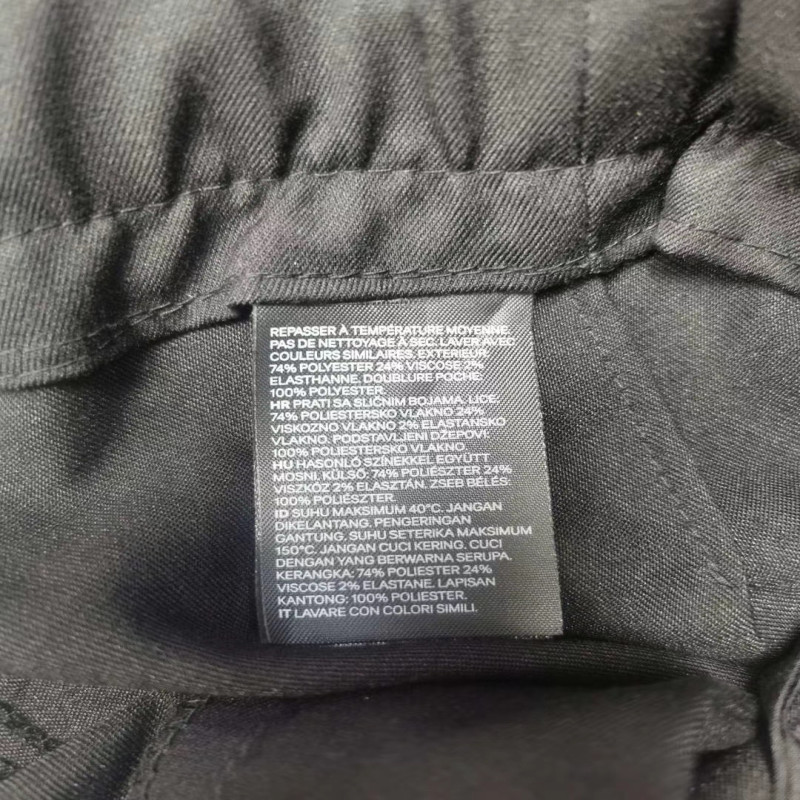 REPASSER À TEMPÉRATURE MOYENNE.
PAS DE NETTOYAGE À SEC. LAVER AVEC
COULEURS SIMILAIRES. EXTERIEUR:
74% POLYESTER 24% VISCOSE 2%
ELASTHANNE. DOUBLURE POCHE:
100% POLYESTER.
HR PRATI SA SLIČNIM BOJAMA. LICE:
74% POLIESTERSKO VLAKNO 24%
VISKOZNO VLAKNO 2% ELASTANSKO
VLAKNO. PODSTAVLJENI DŽEPOVI:
100% POLIESTERSKO VLAKNO.
HU HASONLÓ SZÍNEKKEL EGYÜTT
MOSNI. KÜLSŐ: 74% POLIÉSZTER 24%
VISZKÓZ 2% ELASZTÁN. ZSEB BÉLÉS:
100% POLIÉSZTER.
ID SUHU MAKSIMUM 40°C. JANGAN
DIKELANTANG. PENGERINGAN
GANTUNG. SUHU SETERIKA MAKSIMUM
150°C. JANGAN CUCI KERING. CUCI
DENGAN YANG BERWARNA SERUPA.
KERANGKA: 74% POLIESTER 24%
VISCOSE 2% ELASTANE. LAPISAN
KANTONG: 100% POLIESTER.
IT LAVARE CON COLORI SIMILI.